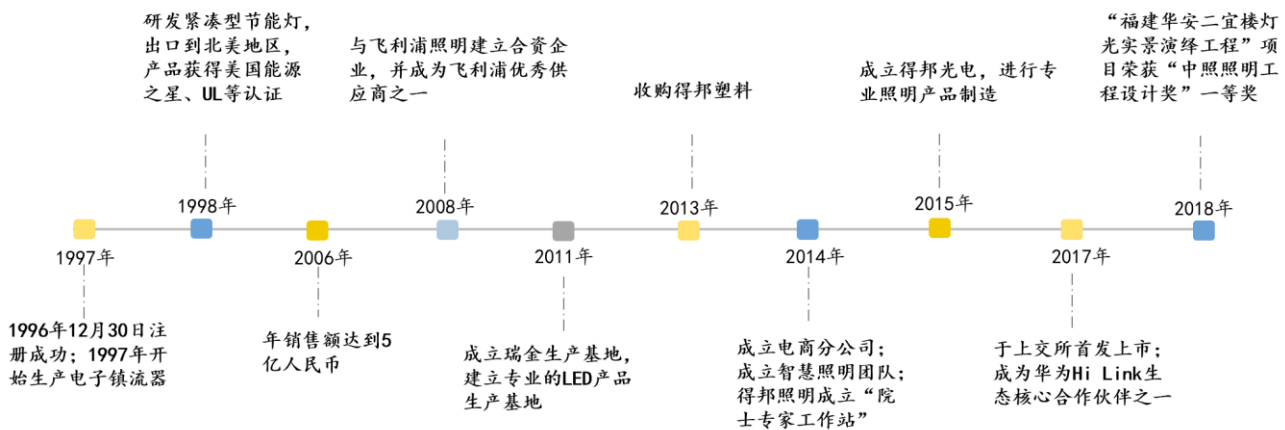 研发紧凑型节能灯，
出口到北美地区，
产品获得美国能源
之星、UL等认证
与飞利浦照明建立合资企
业，并成为飞利浦优秀供
应商之一
收购得邦塑料
成立得邦光电，进行专
业照明产品制造
“福建华安二宜楼灯
光实景演绎工程”项
目荣获“中照照明工
程设计奖”一等奖
1998年
2008年
2013年
2015年
2018年
1997年
2006年
2011年
2014年
2017年
1996年12月30日注
册成功；1997年开
始生产电子镇流器
年销售额达到5
亿人民币
成立瑞金生产基地，
建立专业的LED产品
生产基地
成立电商分公司；
成立智慧照明团队；
得邦照明成立“院
士专家工作站”
于上交所首发上市；
成为华为Hi Link生
态核心合作伙伴之一